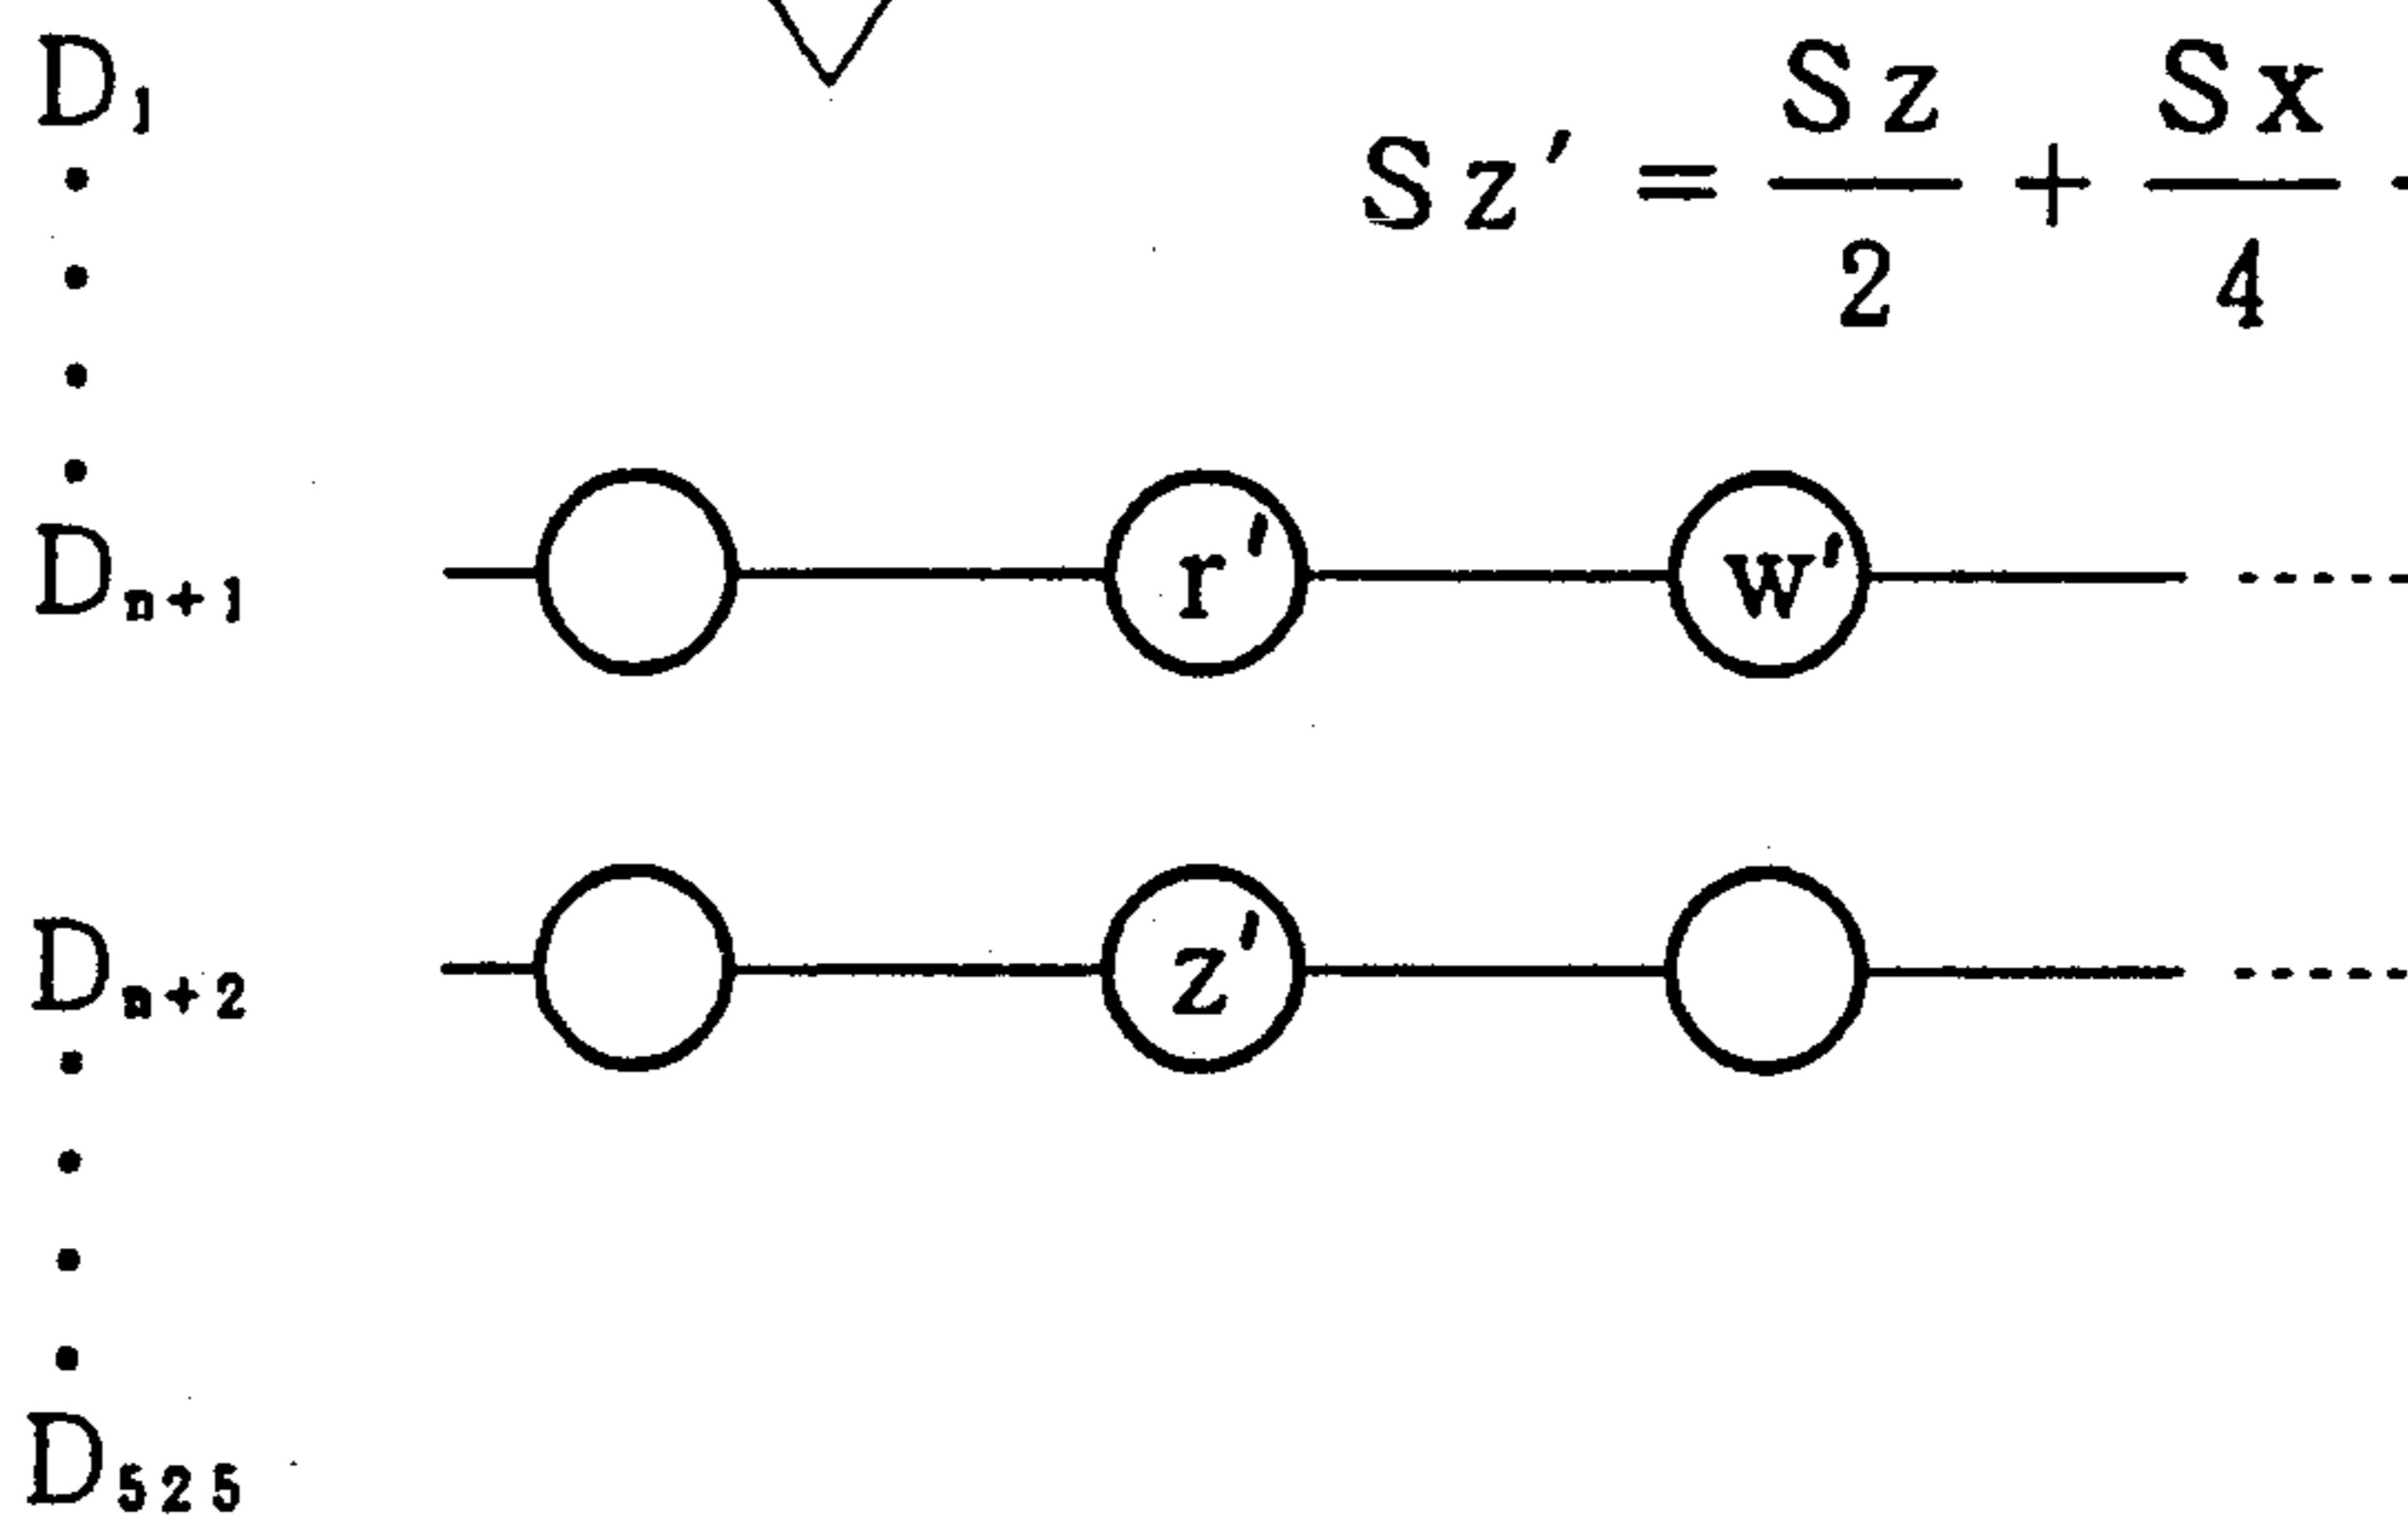 D₁
Sz' = Sz/2 + Sx/4
Dₙ₊₁ r' w'
Dₙ₊₂ z'
D₅₂₅